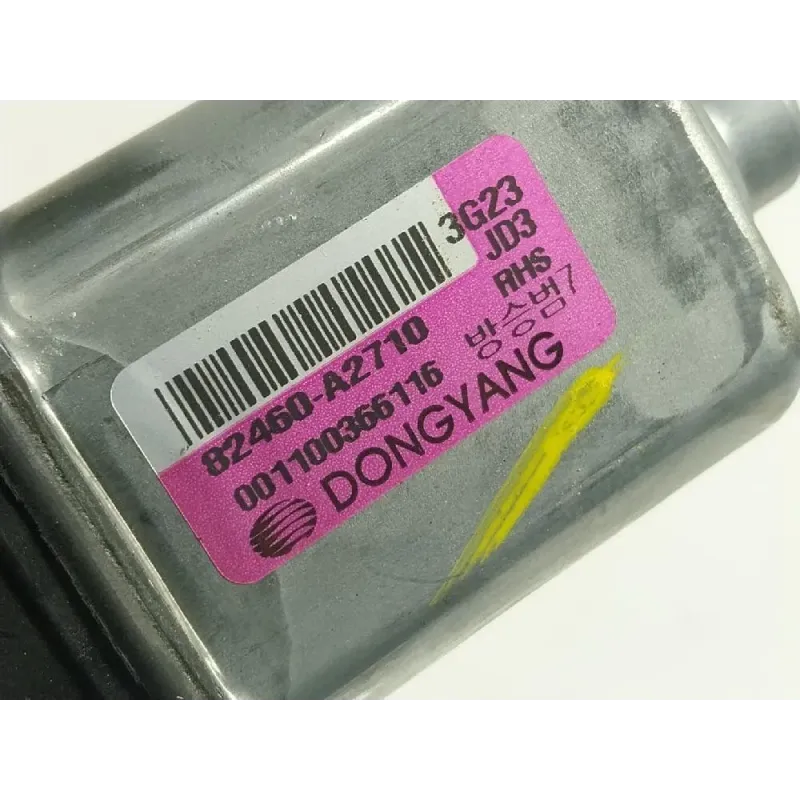 3G23
JD3
RHS
방승범7
82460-A2710
001100366116
DONGYANG